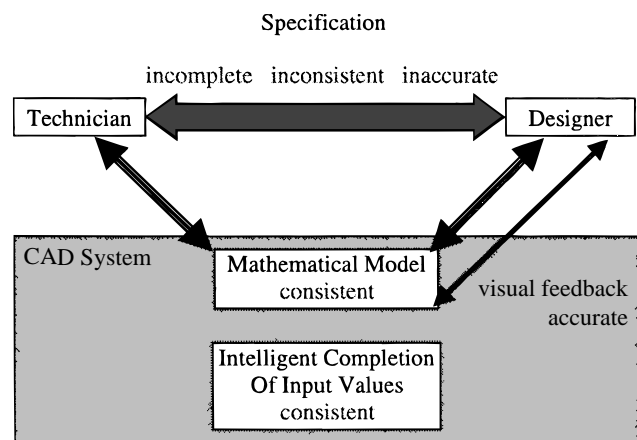 Specification
incomplete inconsistent inaccurate
Technician
Designer
CAD System
Mathematical Model
consistent
visual feedback
accurate
Intelligent Completion
Of Input Values
consistent